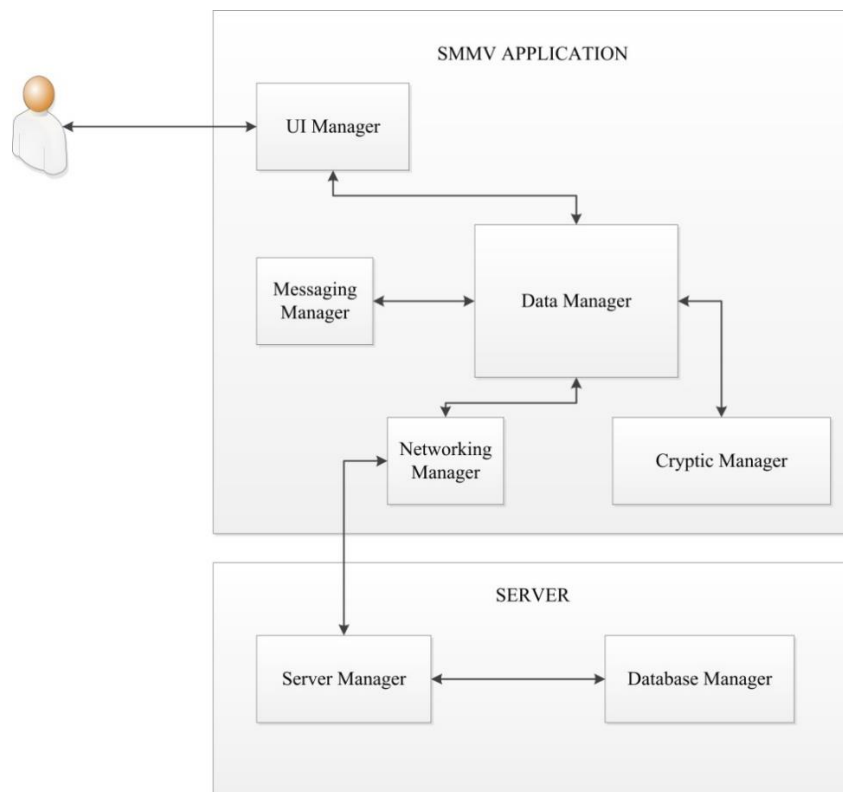 SMMV APPLICATION
UI Manager
Messaging
Manager
Data Manager
Networking
Manager
Cryptic Manager
SERVER
Server Manager
Database Manager